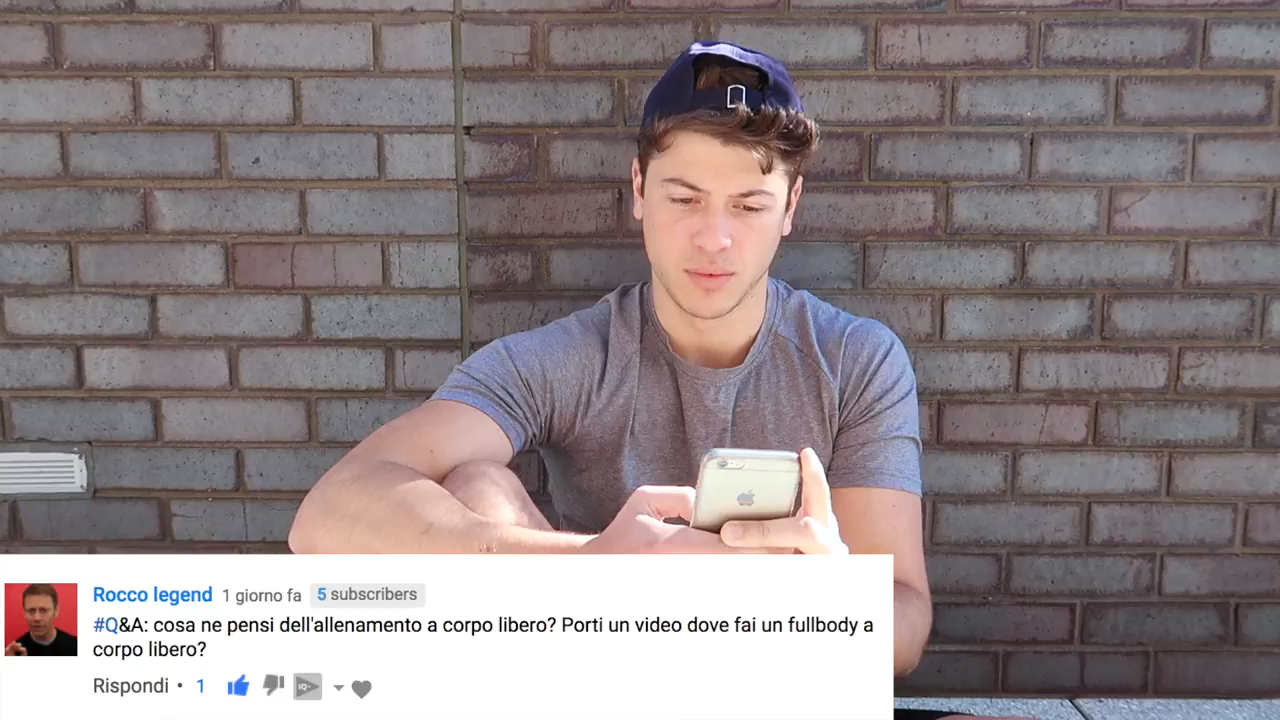 Rocco legend 1 giorno fa 5 subscribers
#Q&A: cosa ne pensi dell'allenamento a corpo libero? Porti un video dove fai un fullbody a
corpo libero?
Rispondi • 1 IQ+